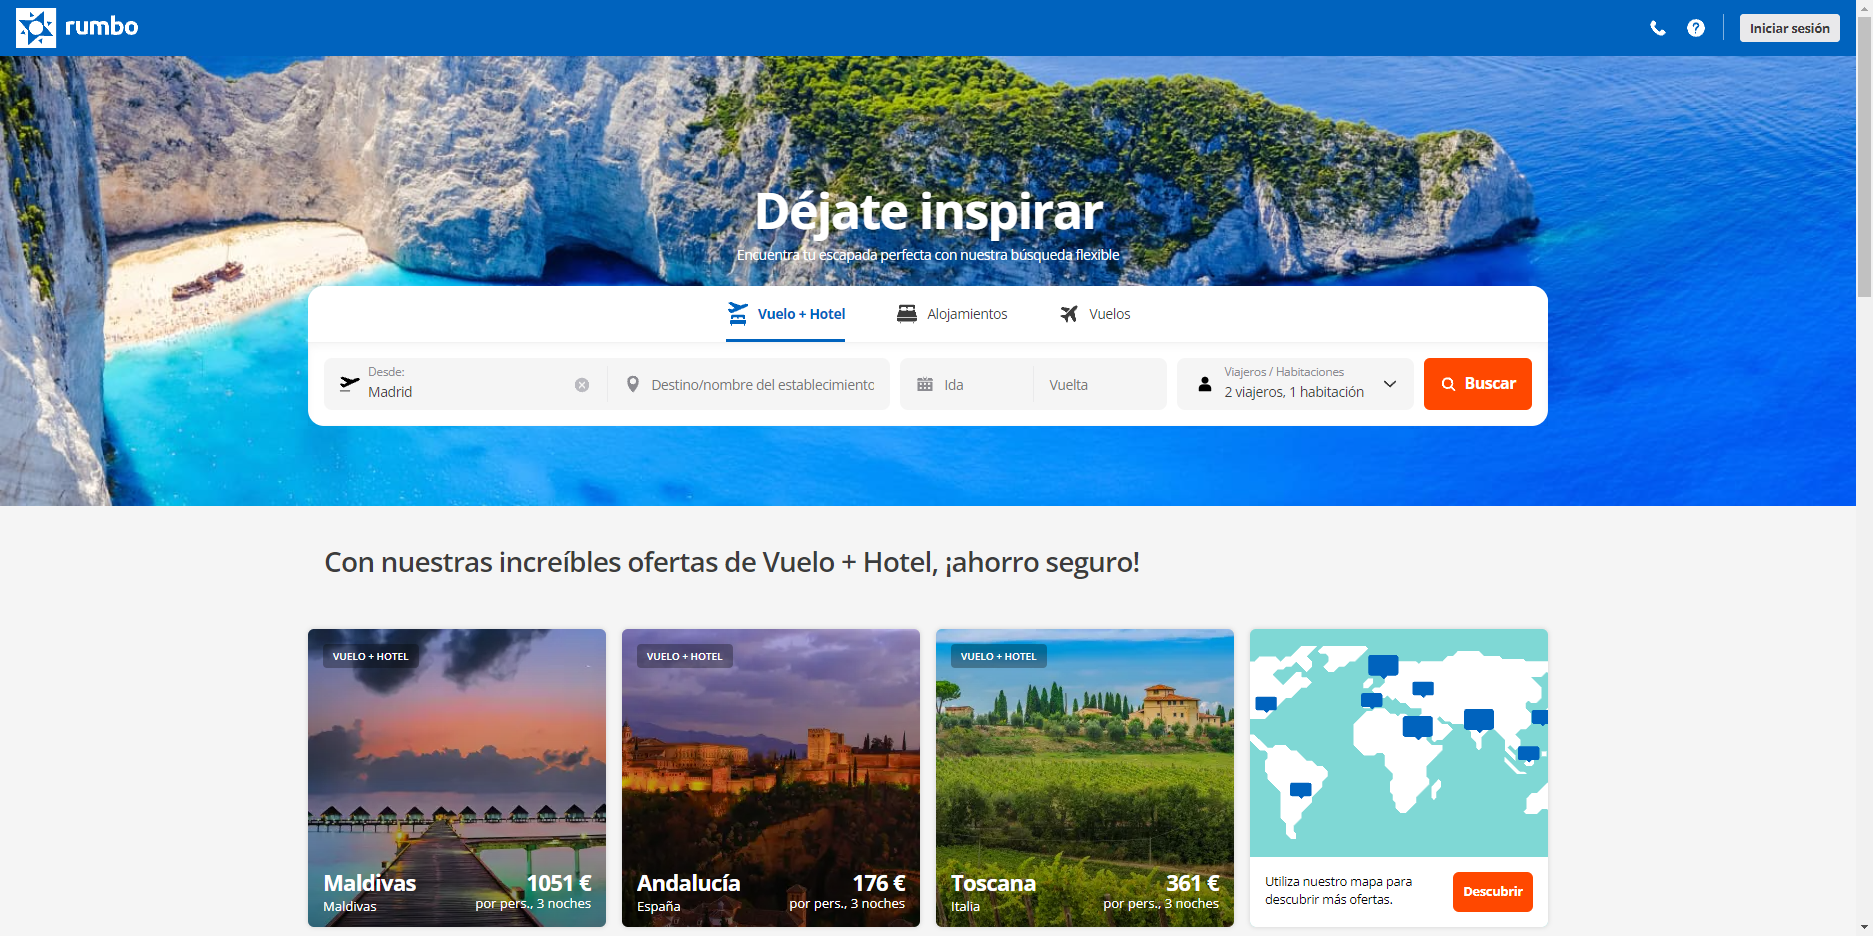 rumbo
Iniciar sesión
Déjate inspirar
Encuentra tu escapada perfecta con nuestra búsqueda flexible
Vuelo + Hotel
Alojamientos
Vuelos
Desde:
Madrid
Destino/nombre del establecimiento
Ida
Vuelta
Viajeros / Habitaciones
2 viajeros, 1 habitación
Buscar
Con nuestras increíbles ofertas de Vuelo + Hotel, ¡ahorro seguro!
VUELO + HOTEL
Maldivas
1051 €
Maldivas
por pers., 3 noches
VUELO + HOTEL
Andalucía
176 €
España
por pers., 3 noches
VUELO + HOTEL
Toscana
361 €
Italia
por pers., 3 noches
Utiliza nuestro mapa para
descubrir más ofertas.
Descubrir